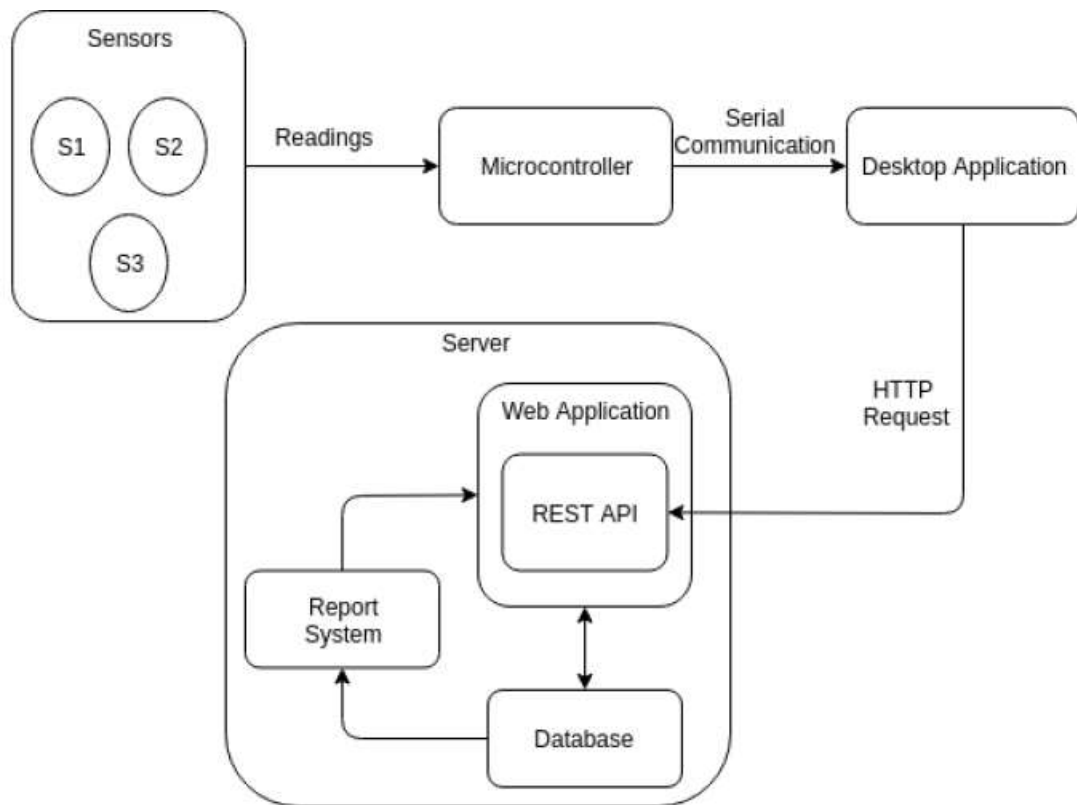 Sensors
S1
S2
S3
Readings
Microcontroller
Serial
Communication
Desktop Application
HTTP
Request
Server
Web Application
REST API
Report
System
Database